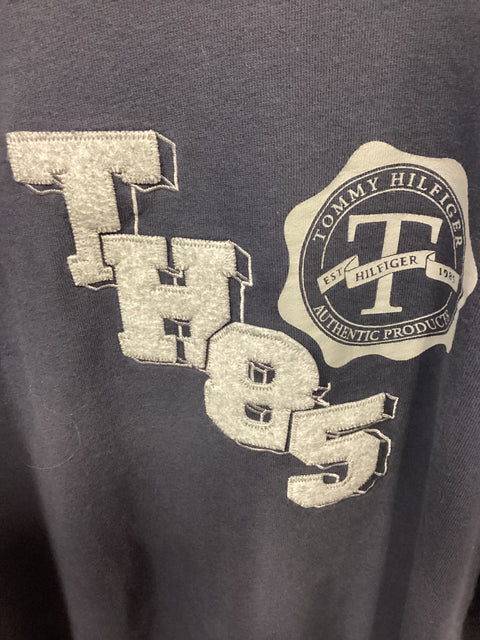 TH85
TOMMY HILFIGER
T
EST HILFIGER 1985
AUTHENTIC PRODUCTS